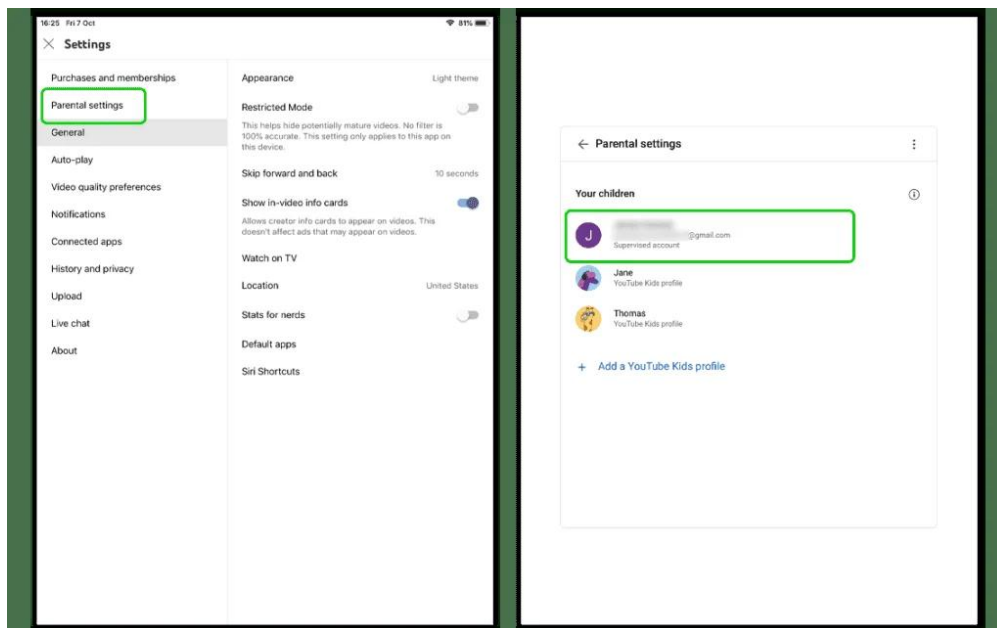 16:25 Fri 7 Oct
81%
Settings
Purchases and memberships
Parental settings
General
Auto-play
Video quality preferences
Notifications
Connected apps
History and privacy
Upload
Live chat
About
Appearance Light theme
Restricted Mode
This helps hide potentially mature videos. No filter is
100% accurate. This setting only applies to this app on
this device.
Skip forward and back 10 seconds
Show in-video info cards
Allows creator info cards to appear on videos. This
doesn't affect ads that may appear on videos.
Watch on TV
Location United States
Stats for nerds
Default apps
Siri Shortcuts
Parental settings
Your children
J
@gmail.com
Supervised account
Jane
YouTube Kids profile
Thomas
YouTube Kids profile
+ Add a YouTube Kids profile